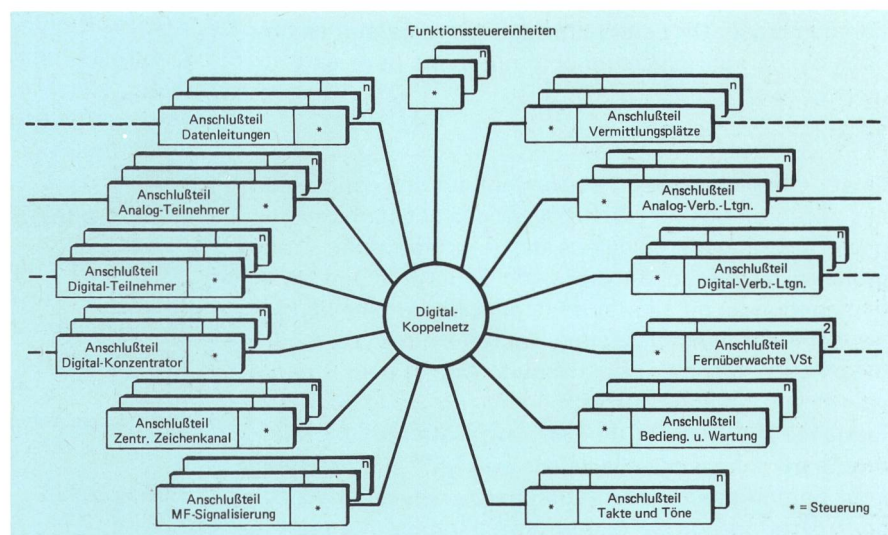 Funktionssteuereinheiten
n
*
n
Anschlußteil
Datenleitungen
*
n
Anschlußteil
Vermittlungsplätze
*
n
Anschlußteil
Analog-Teilnehmer
*
n
Anschlußteil
Analog-Verb.-Ltgn.
*
n
Anschlußteil
Digital-Teilnehmer
*
n
Anschlußteil
Digital-Verb.-Ltgn.
*
Digital-
Koppelnetz
n
Anschlußteil
Digital-Konzentrator
*
2
Anschlußteil
Fernüberwachte VSt
*
n
Anschlußteil
Zentr. Zeichenkanal
*
n
Anschlußteil
Bedieng. u. Wartung
*
n
Anschlußteil
MF-Signalisierung
*
n
Anschlußteil
Takte und Töne
*
* = Steuerung